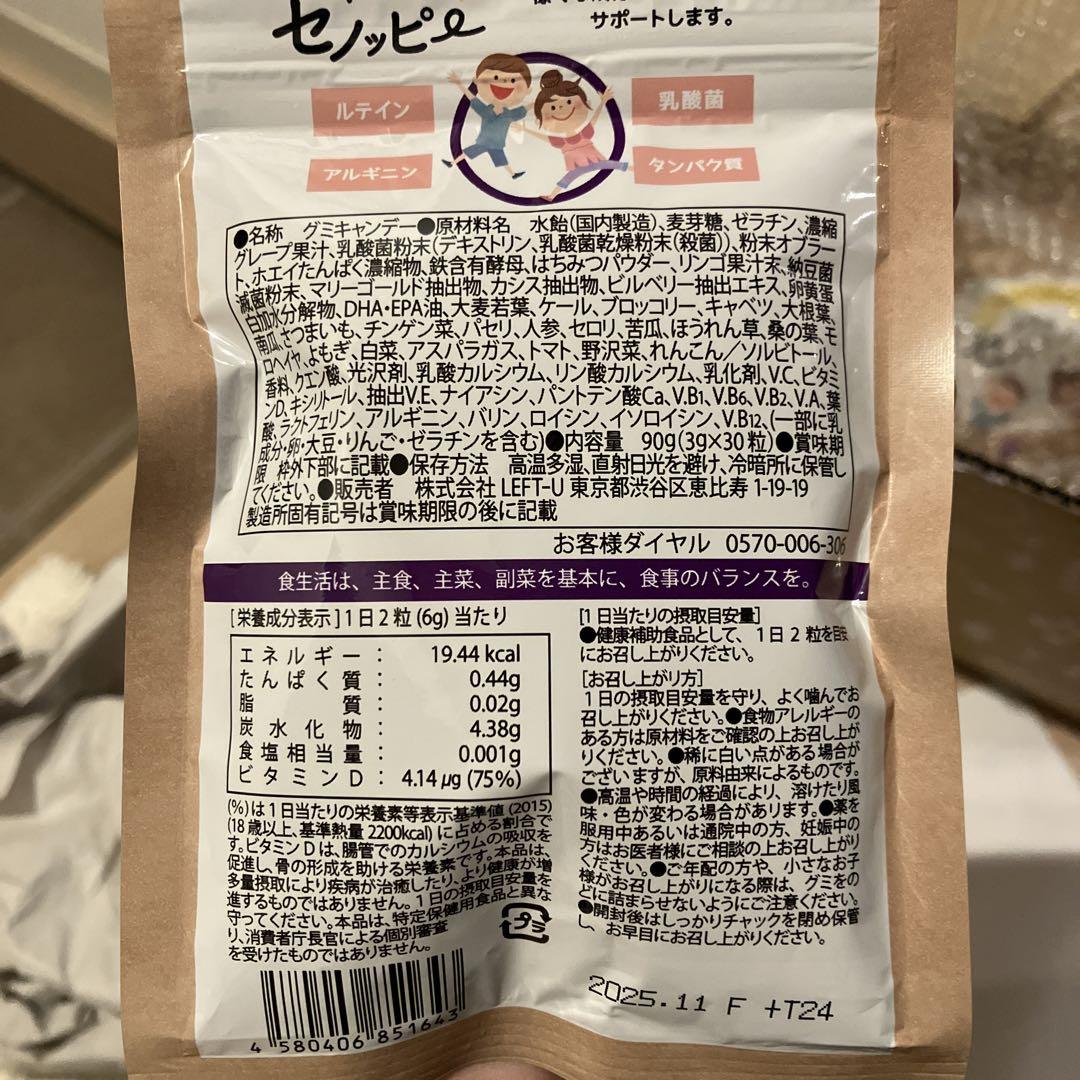 セノッピー
サポートします。
ルテイン
乳酸菌
アルギニン
タンパク質
●名称 グミキャンデー●原材料名 水飴(国内製造)、麦芽糖、ゼラチン、濃縮
グレープ果汁、乳酸菌粉末(デキストリン、乳酸菌乾燥粉末(殺菌))、粉末オブラー
ト、ホエイたんぱく濃縮物、鉄含有酵母、はちみつパウダー、リンゴ果汁末、納豆菌
滅菌粉末、マリーゴールド抽出物、カシス抽出物、ビルベリー抽出エキス、卵黄蛋
白加水分解物、DHA・EPA油、大麦若葉、ケール、ブロッコリー、キャベツ、大根葉、
南瓜、さつまいも、チンゲン菜、パセリ、人参、セロリ、苦瓜、ほうれん草、桑の葉、モ
ロヘイヤ、よもぎ、白菜、アスパラガス、トマト、野沢菜、れんこん/ソルビトール、
香料、クエン酸、光沢剤、乳酸カルシウム、リン酸カルシウム、乳化剤、V.C、ビタミ
ンD、キシリトール、抽出V.E、ナイアシン、パントテン酸Ca、V.B1、V.B6、V.B2、V.A、葉
酸、ラクトフェリン、アルギニン、バリン、ロイシン、イソロイシン、V.B12、(一部に乳
成分・卵・大豆・りんご・ゼラチンを含む)●内容量 90g(3g×30粒)●賞味期
限 枠外下部に記載●保存方法 高温多湿、直射日光を避け、冷暗所に保管し
てください。●販売者 株式会社 LEFT-U 東京都渋谷区恵比寿 1-19-19
製造所固有記号は賞味期限の後に記載
お客様ダイヤル 0570-006-306
食生活は、主食、主菜、副菜を基本に、食事のバランスを。
[栄養成分表示]1日2粒(6g)当たり
エネルギー: 19.44 kcal
たんぱく質: 0.44g
脂質: 0.02g
炭水化物: 4.38g
食塩相当量: 0.001g
ビタミンD: 4.14μg(75%)
(%)は1日当たりの栄養素等表示基準値(2015)
(18歳以上、基準熱量2200kcal)に占める割合で
す。ビタミンDは、腸管でのカルシウムの吸収を
促進し、骨の形成を助ける栄養素です。本品は、
多量摂取により疾病が治癒したり、より健康が増
進するものではありません。1日の摂取目安量を
守ってください。本品は、特定保健用食品と異な
り、消費者庁長官による個別審査
を受けたものではありません。
プラ
[1日当たりの摂取目安量]
●健康補助食品として、1日2粒を目安
にお召し上がりください。
[お召し上がり方]
1日の摂取目安量を守り、よく噛んでお
召し上がりください。●食物アレルギーの
ある方は原材料をご確認の上お召し上が
りください。●稀に白い点がある場合が
ございますが、原料由来によるものです。
●高温や時間の経過により、溶けたり風
味・色が変わる場合があります。●薬を
服用中あるいは通院中の方、妊娠中の
方はお医者様にご相談の上お召し上がり
ください。●ご年配の方や、小さなお子
様がお召し上がりになる際は、グミをの
どに詰まらせないようにご注意ください。
●開封後はしっかりチャックを閉め保管
し、お早目にお召し上がりください。
4 580406 851643
2025.11 F +T24